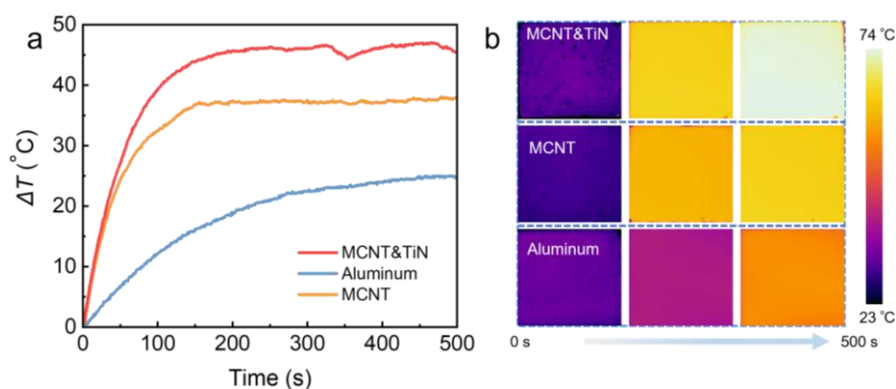 a
50
40
30
20
10
0
ΔT (°C)
0 100 200 300 400 500
Time (s)
MCNT&TiN
Aluminum
MCNT
b
MCNT&TiN
MCNT
Aluminum
0 s
500 s
74 °C
23 °C